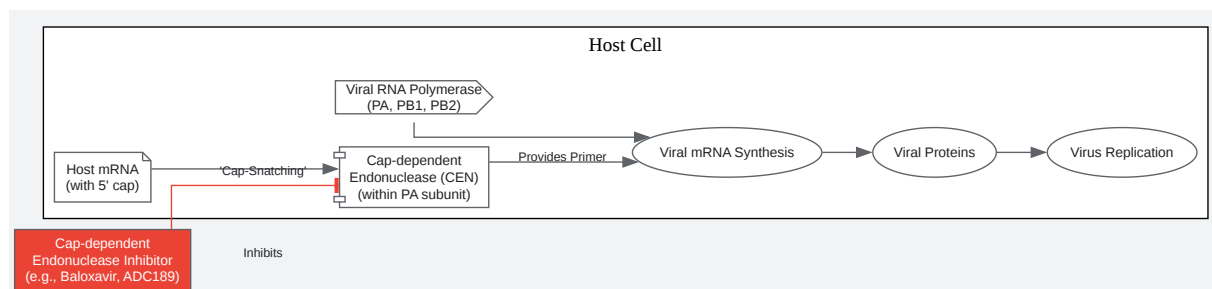 Host Cell
Viral RNA Polymerase
(PA, PB1, PB2)
Host mRNA
(with 5' cap)
'Cap-Snatching'
Cap-dependent
Endonuclease (CEN)
(within PA subunit)
Provides Primer
Viral mRNA Synthesis
Viral Proteins
Virus Replication
Cap-dependent
Endonuclease Inhibitor
(e.g., Baloxavir, ADC189)
Inhibits